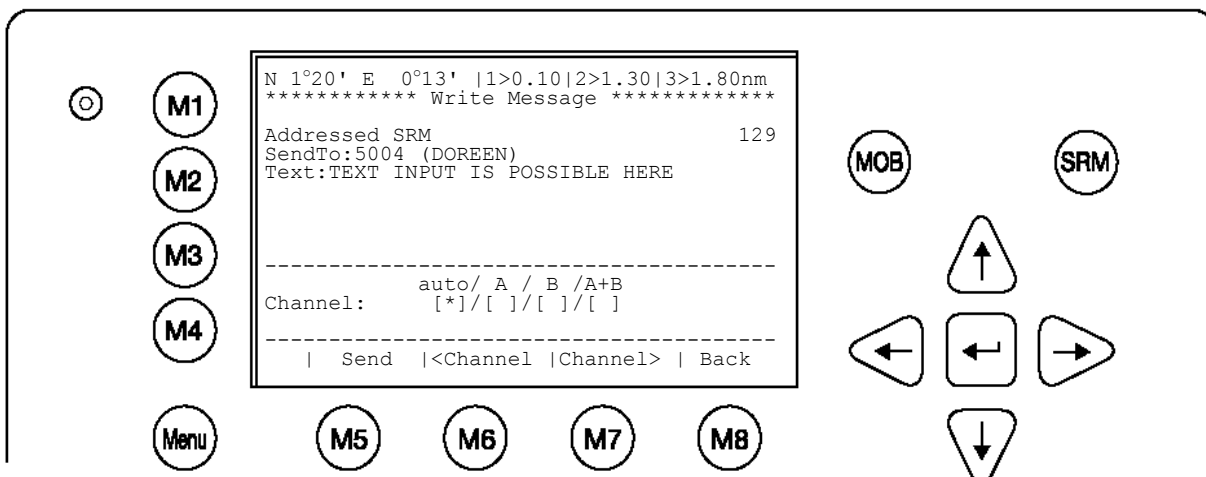 N 1°20' E 0°13' |1>0.10|2>1.30|3>1.80nm
************ Write Message *************
Addressed SRM 129
SendTo:5004 (DOREEN)
Text:TEXT INPUT IS POSSIBLE HERE
----------------------------------------
auto/ A / B /A+B
Channel: [*]/[ ]/[ ]/[ ]
----------------------------------------
| Send |<Channel |Channel> | Back
M1
M2
M3
M4
Menu
M5 M6 M7 M8
MOB SRM